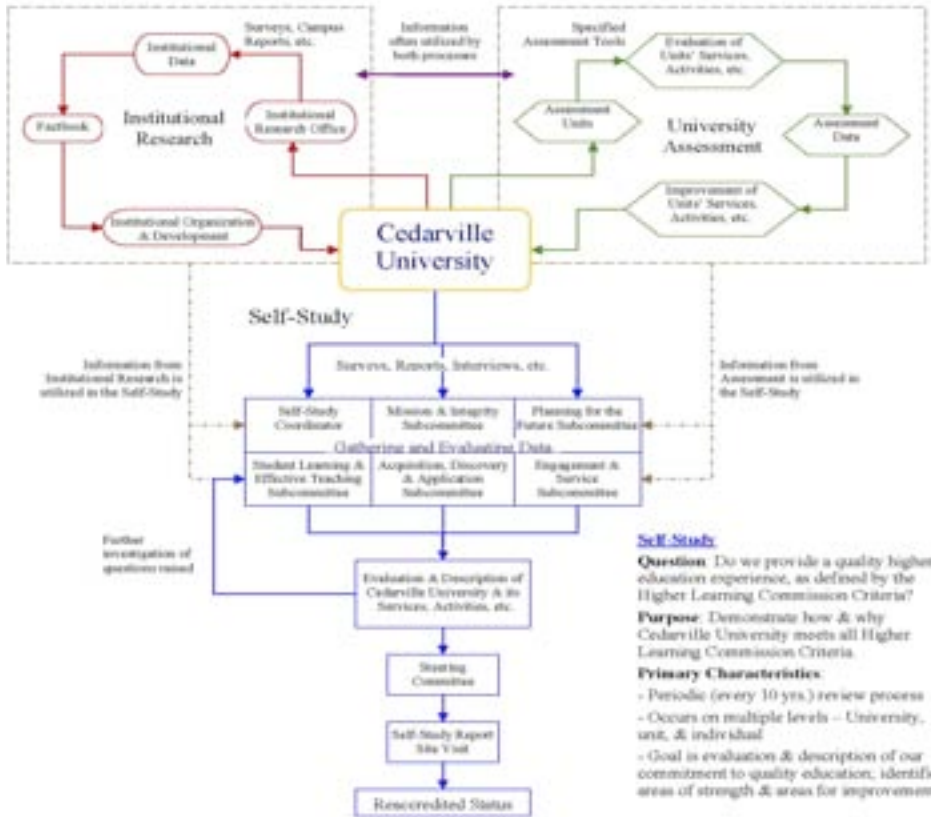 Surveys, Campus
Reports, etc.
Institutional
Data
Factbook
Institutional
Research
Institutional
Research Office
Institutional Organization
& Development
Information
often utilized by
both processes
Specified
Assessment Tools
Evaluation of
Units' Services,
Activities, etc.
Assessment
Units
University
Assessment
Assessment
Data
Improvement of
Units' Services,
Activities, etc.
Cedarville
University
Self-Study
Information from
Institutional Research is
utilized in the Self-Study
Surveys, Reports, Interviews, etc.
Information from
Assessment is utilized in
the Self-Study
Self-Study
Coordinator
Mission & Integrity
Subcommittee
Planning for the
Future Subcommittee
Gathering and Evaluating Data
Student Learning &
Effective Teaching
Subcommittee
Acquisition, Discovery
& Application
Subcommittee
Engagement &
Service
Subcommittee
Further
investigation of
questions raised
Evaluation & Description of
Cedarville University & its
Services, Activities, etc.
Steering
Committee
Self-Study Report
Site Visit
Reaccredited Status
Self-Study
Question: Do we provide a quality higher
education experience, as defined by the
Higher Learning Commission Criteria?
Purpose: Demonstrate how & why
Cedarville University meets all Higher
Learning Commission Criteria.
Primary Characteristics:
- Periodic (every 10 yrs.) review process
- Occurs on multiple levels – University,
unit, & individual
- Goal is evaluation & description of our
commitment to quality education; identific
areas of strength & areas for improvement